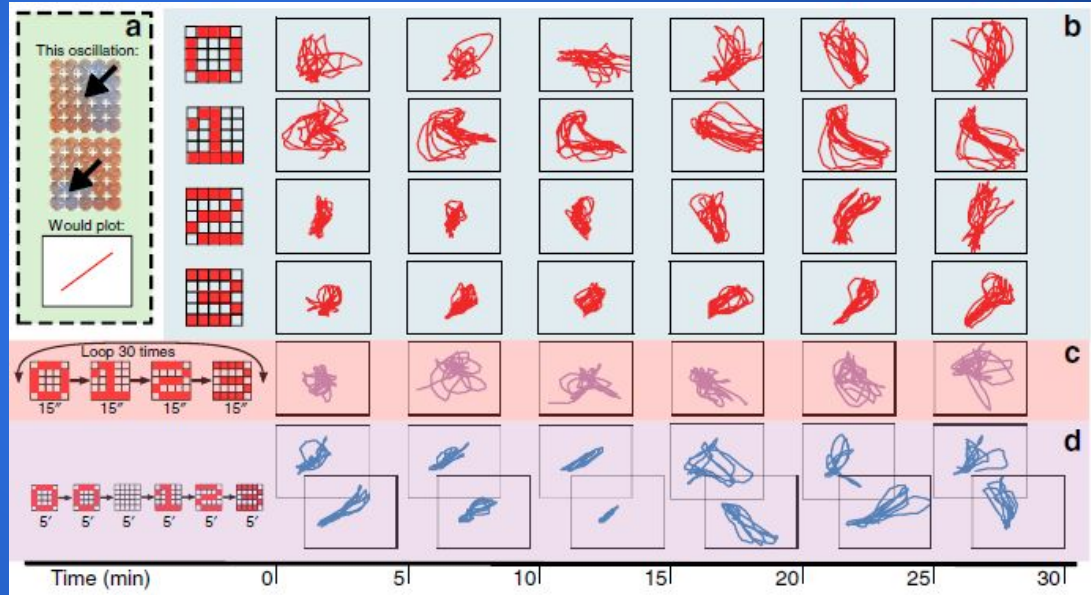 a
This oscillation:
Would plot:
b
Loop 30 times
15″ 15″ 15″ 15″
c
5′ 5′ 5′ 5′ 5′ 5′
d
Time (min) 0 5 10 15 20 25 30